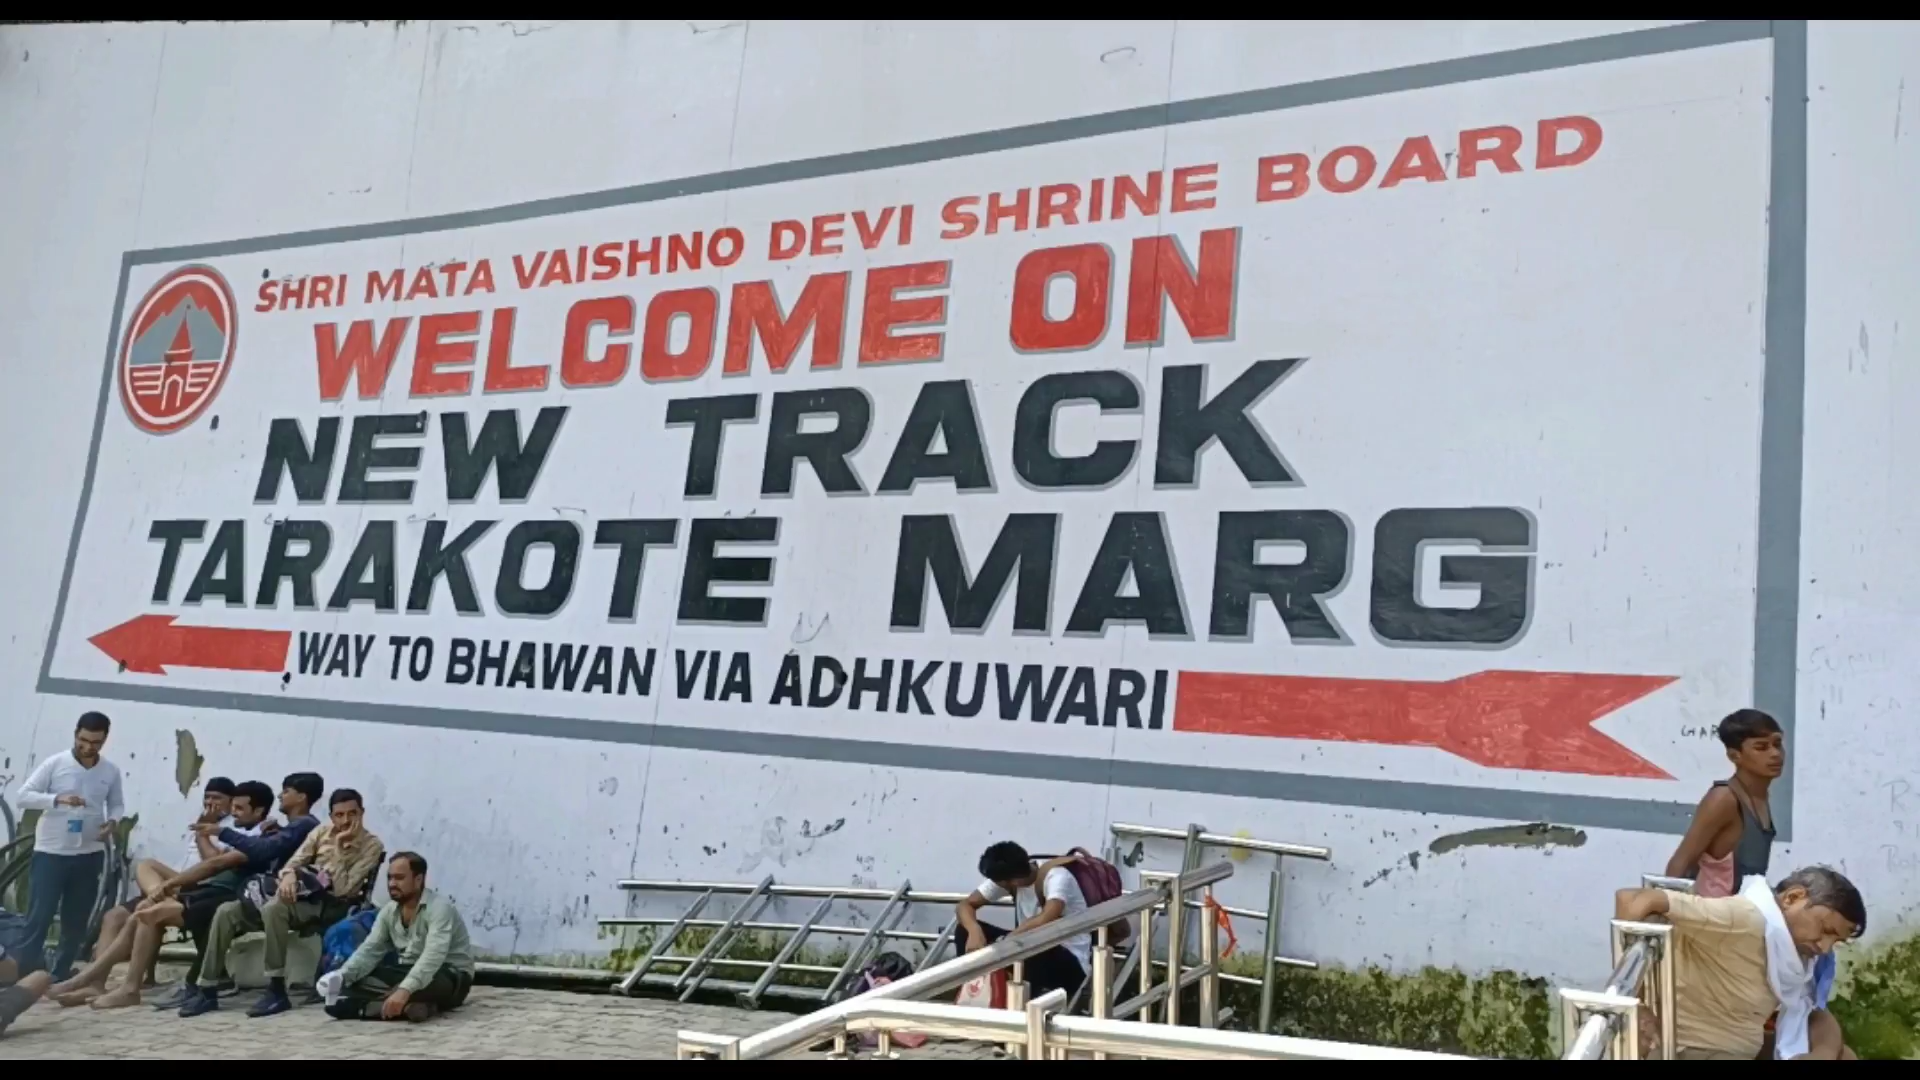 SHRI MATA VAISHNO DEVI SHRINE BOARD
WELCOME ON
NEW TRACK
TARAKOTE MARG
WAY TO BHAWAN VIA ADHKUWARI